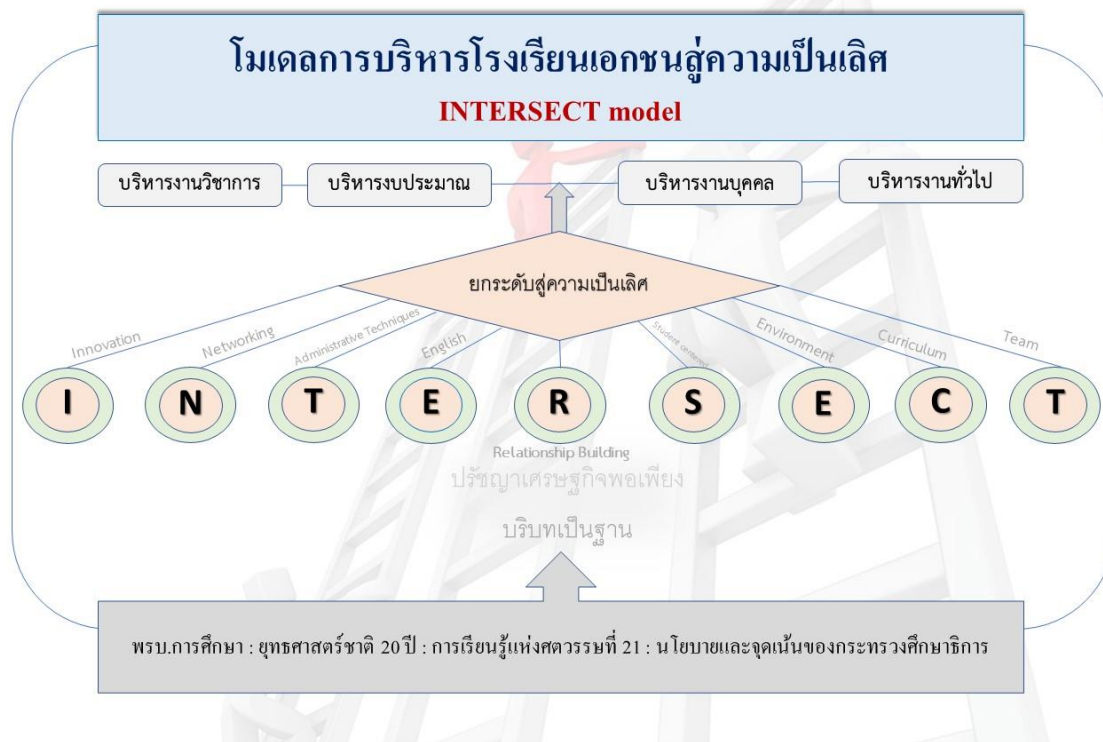 โมเดลการบริหารโรงเรียนเอกชนสู่ความเป็นเลิศ
INTERSECT model
บริหารงานวิชาการ
บริหารงบประมาณ
บริหารงานบุคคล
บริหารงานทั่วไป
ยกระดับสู่ความเป็นเลิศ
Innovation
Networking
Administrative Techniques
English
Student centered
Environment
Curriculum
Team
I N T E R S E C T
Relationship Building
ปรัชญาเศรษฐกิจพอเพียง
บริบทเป็นฐาน
พรบ.การศึกษา : ยุทธศาสตร์ชาติ 20 ปี : การเรียนรู้แห่งศตวรรษที่ 21 : นโยบายและจุดเน้นของกระทรวงศึกษาธิการ